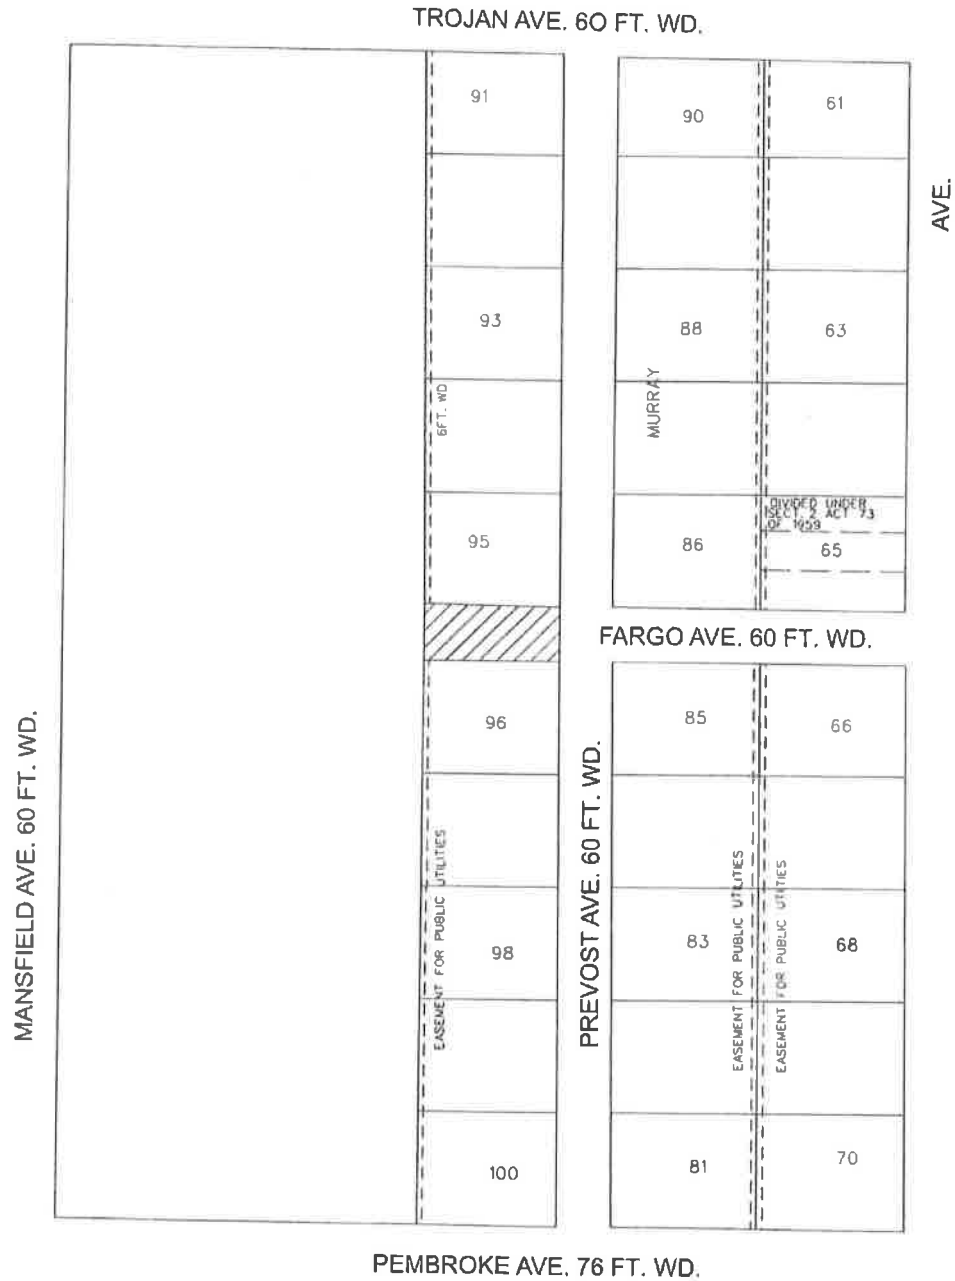 TROJAN AVE. 60 FT. WD.
91
90
61
AVE.
93
88
63
6FT. WD
MURRAY
DIVIDED UNDER
SECT. 2 ACT 73
OF 1959
95
86
65
FARGO AVE. 60 FT. WD.
96
85
66
MANSFIELD AVE. 60 FT. WD.
PREVOST AVE. 60 FT. WD.
EASEMENT FOR PUBLIC UTILITIES
EASEMENT FOR PUBLIC UTILITIES
EASEMENT FOR PUBLIC UTILTIES
98
83
68
100
81
70
PEMBROKE AVE. 76 FT. WD.